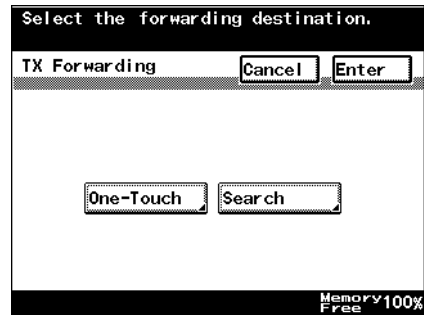 Select the forwarding destination.
TX Forwarding Cancel Enter
One-Touch Search
Memory Free 100%